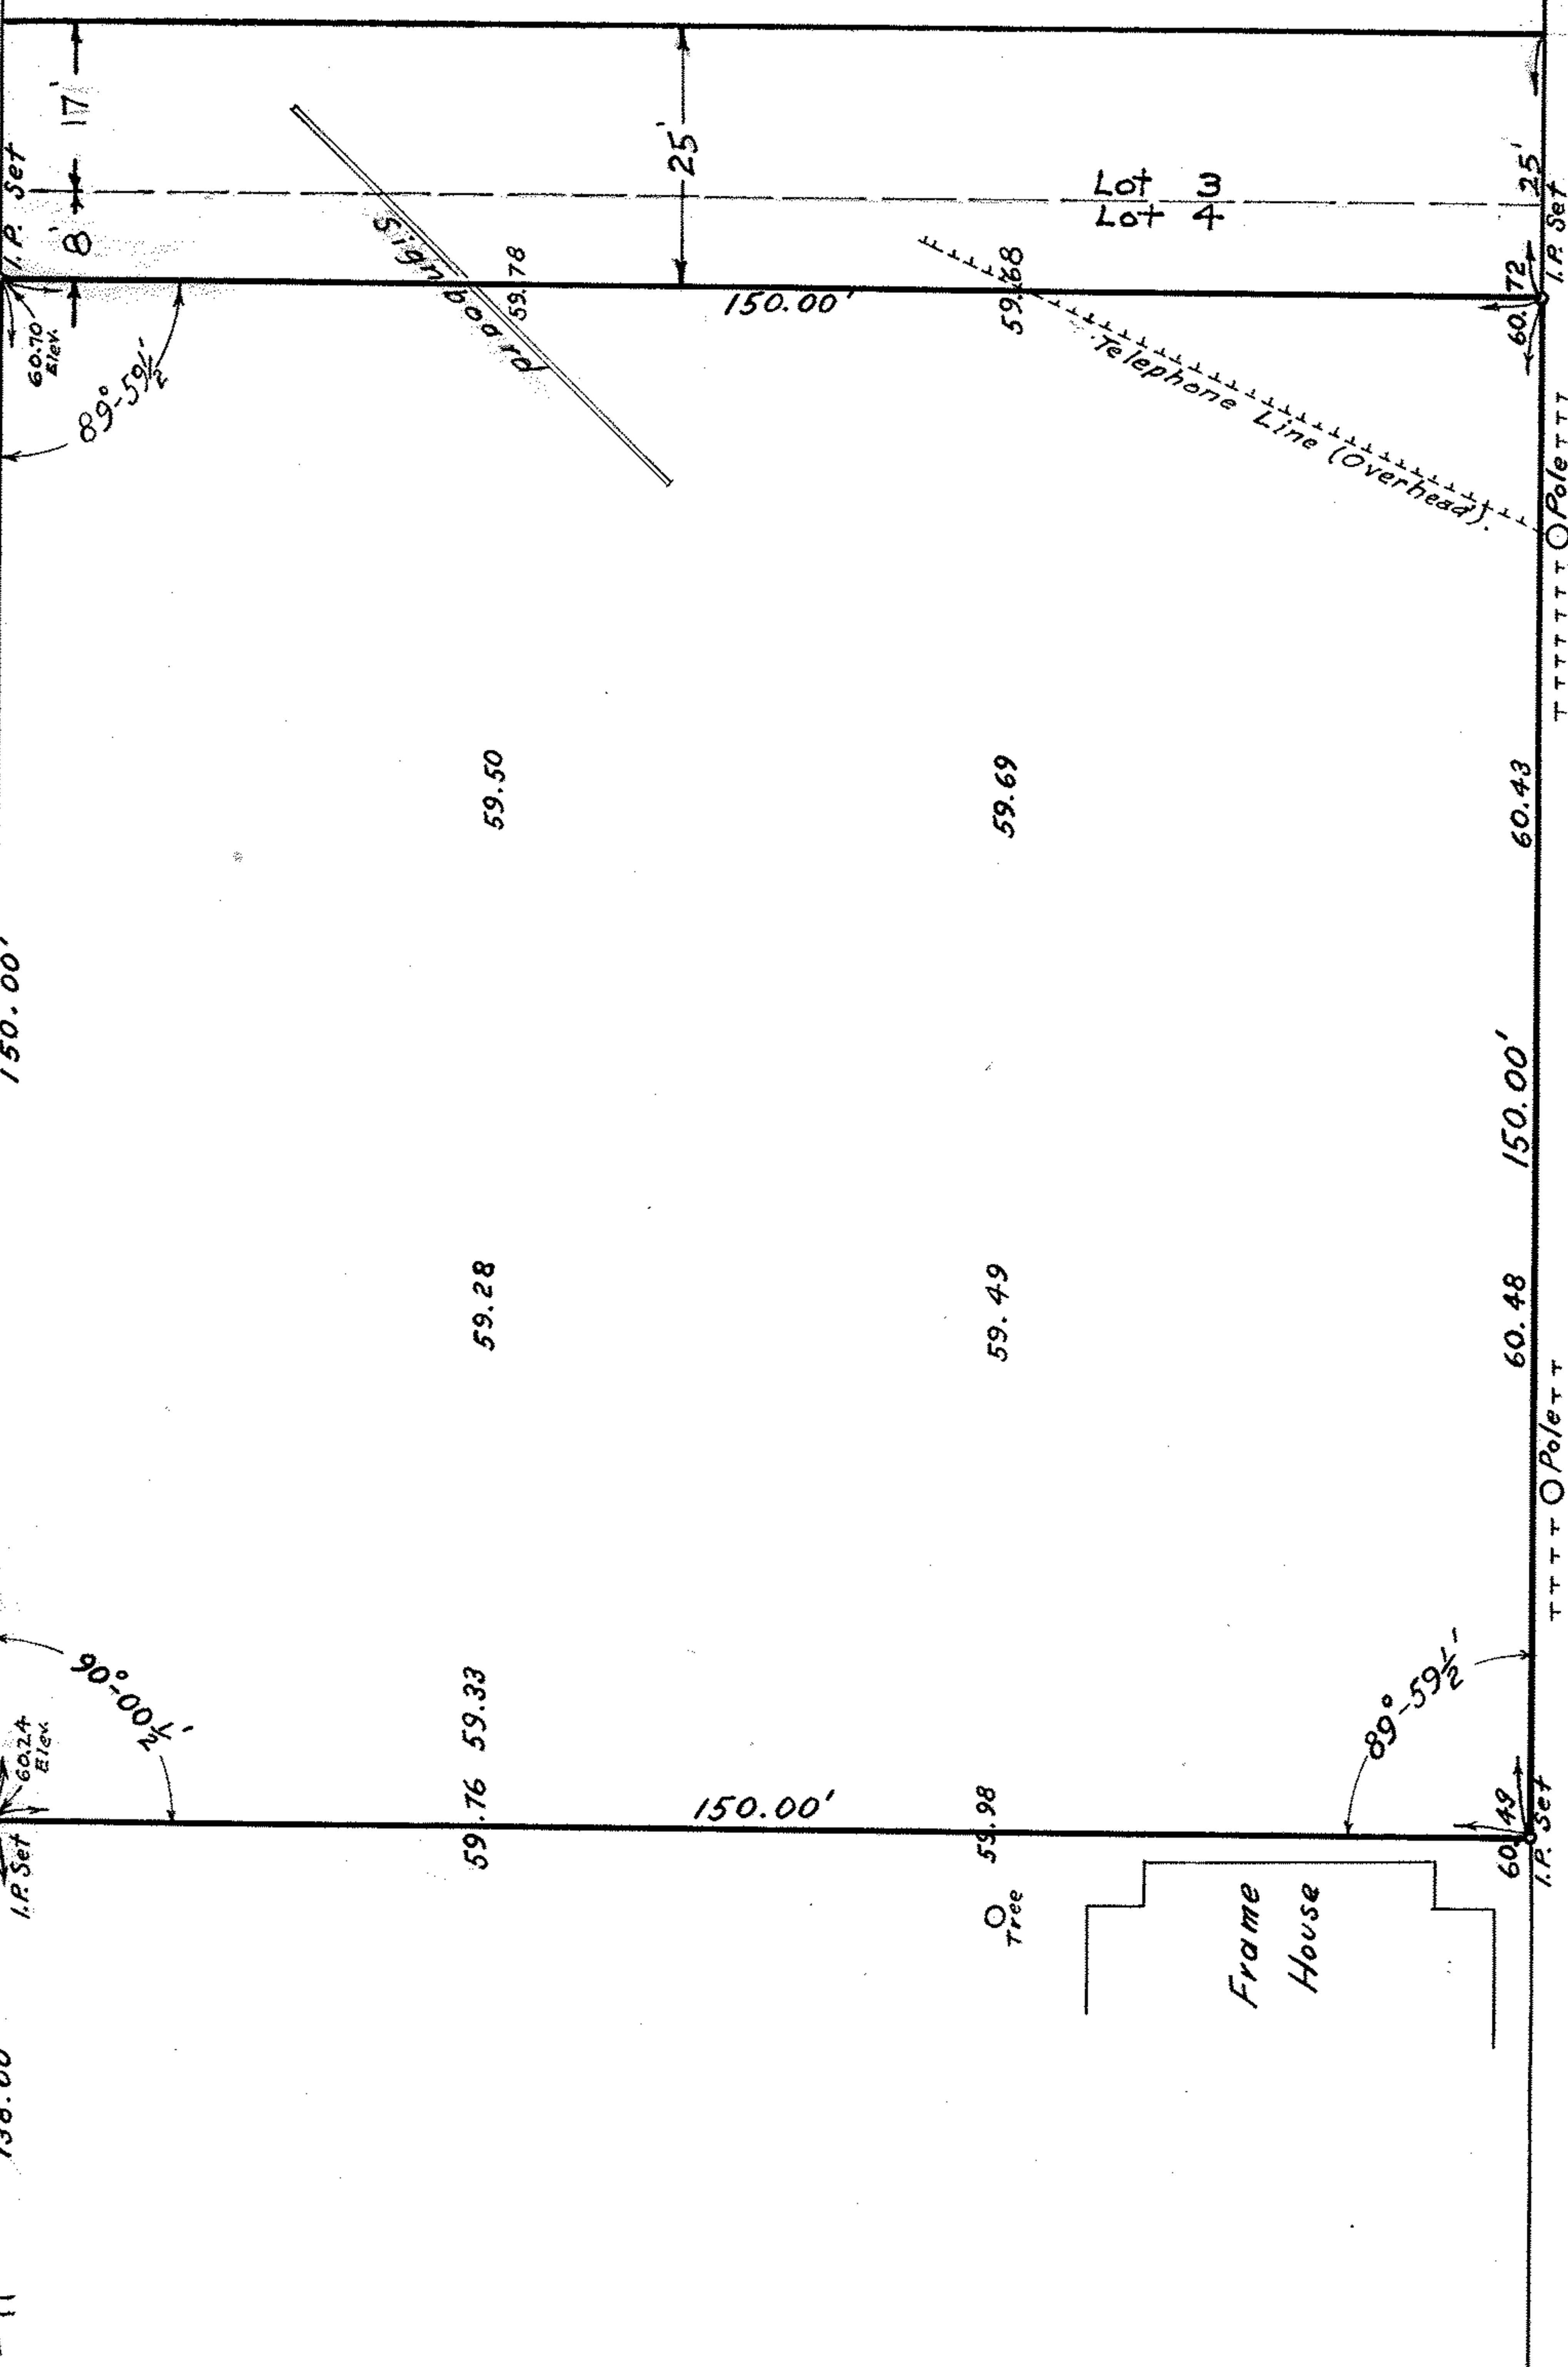 17'
8'
I.P. Set
60.70
Elev.
89°-59½'
Sign board
59.78
25'
150.00'
Lot 3
Lot 4
59.68
Telephone Line (Overhead).
25'
I.P. Set
60.72
Pole
150.00'
59.50
59.69
60.43
150.00'
59.28
59.49
60.48
Pole
90°-00½'
60.24
Elev.
I.P. Set
59.33
59.76
150.00'
59.98
Tree
89°-59½'
60.49
I.P. Set
Frame
House
138.00